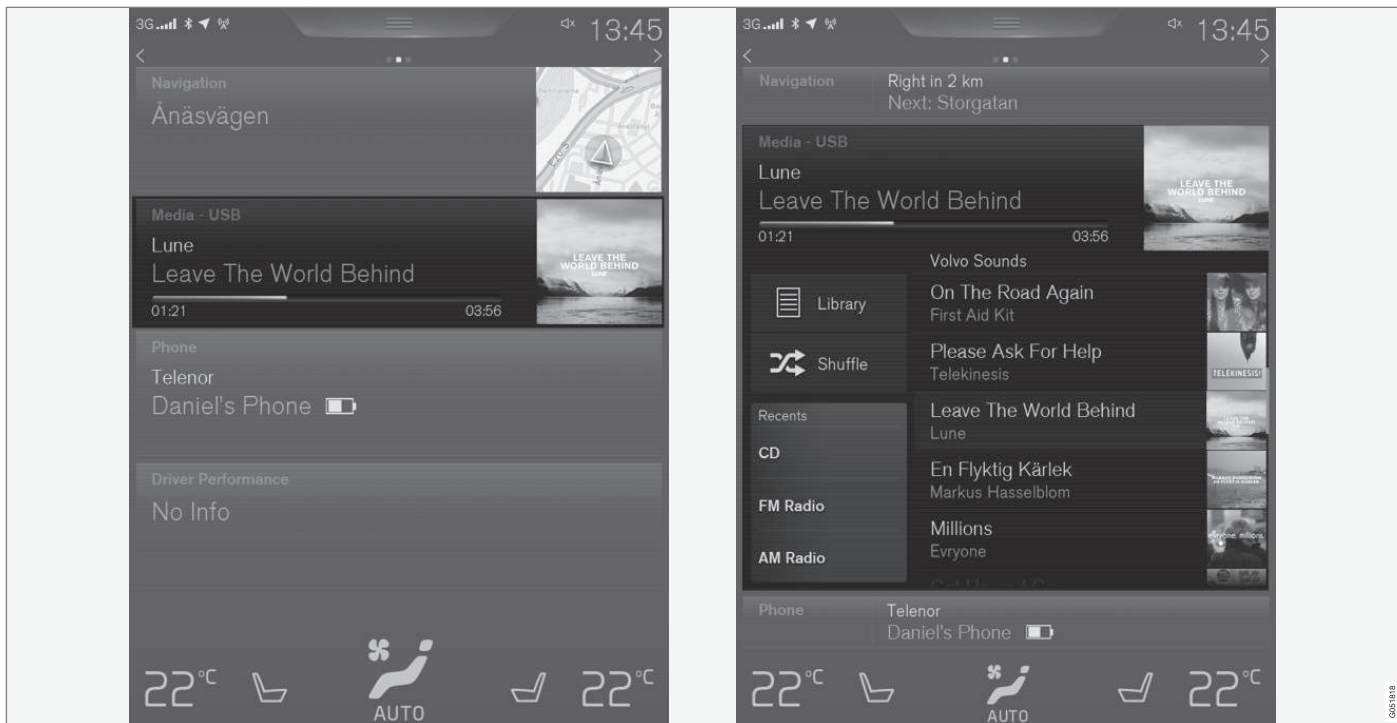 3G 13:45
Navigation
Ånäsvägen
Media - USB
Lune
Leave The World Behind
01:21 03:56
LEAVE THE
WORLD BEHIND
LUNE
Phone
Telenor
Daniel's Phone
Driver Performance
No Info
22°C 22°C
AUTO
3G 13:45
Navigation
Right in 2 km
Next: Storgatan
Media - USB
Lune
Leave The World Behind
01:21 03:56
LEAVE THE
WORLD BEHIND
LUNE
Library
Shuffle
Recents
CD
FM Radio
AM Radio
Volvo Sounds
On The Road Again
First Aid Kit
Please Ask For Help
Telekinesis
TELEKINESIS!
Leave The World Behind
Lune
En Flyktig Kärlek
Markus Hasselblom
Millions
Evryone
evryone, millions.
Phone
Telenor
Daniel's Phone
22°C 22°C
AUTO
G051818